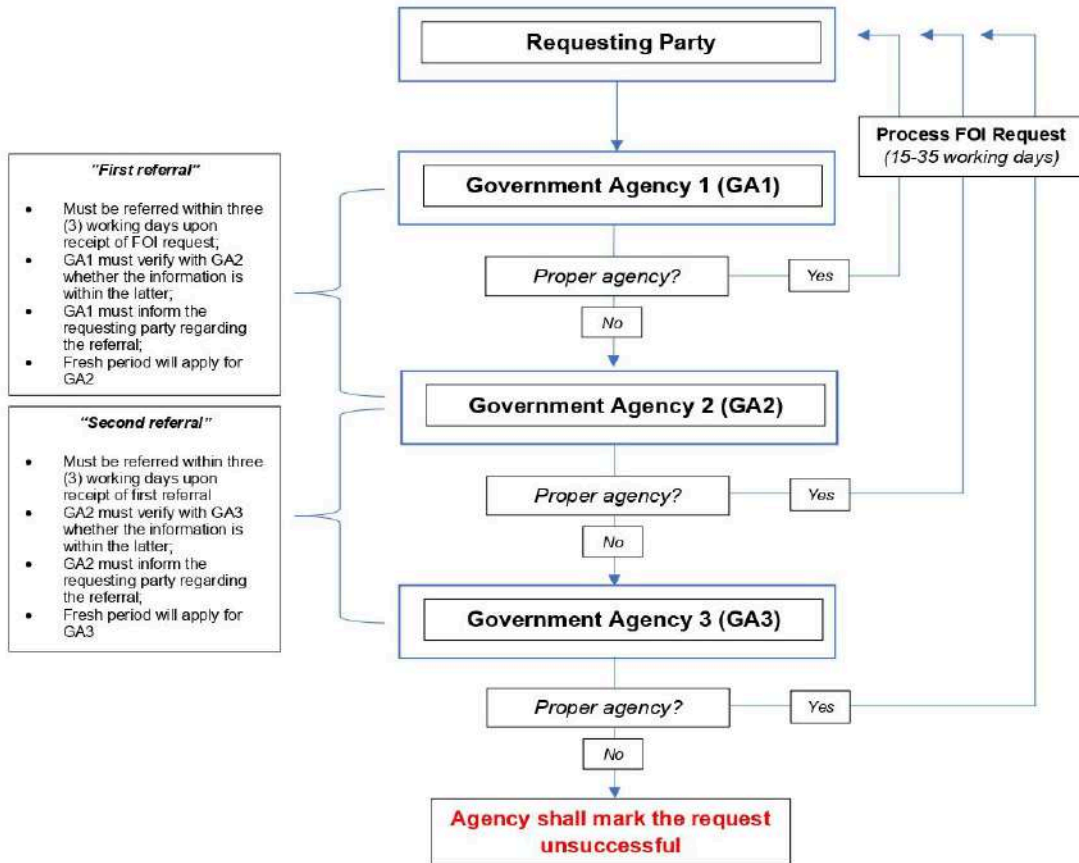 Requesting Party
Process FOI Request
(15-35 working days)
"First referral"
• Must be referred within three
(3) working days upon
receipt of FOI request;
• GA1 must verify with GA2
whether the information is
within the latter;
• GA1 must inform the
requesting party regarding
the referral;
• Fresh period will apply for
GA2
Government Agency 1 (GA1)
Proper agency?
Yes
No
Government Agency 2 (GA2)
"Second referral"
• Must be referred within three
(3) working days upon
receipt of first referral
• GA2 must verify with GA3
whether the information is
within the latter;
• GA2 must inform the
requesting party regarding
the referral;
• Fresh period will apply for
GA3
Proper agency?
Yes
No
Government Agency 3 (GA3)
Proper agency?
Yes
No
Agency shall mark the request
unsuccessful